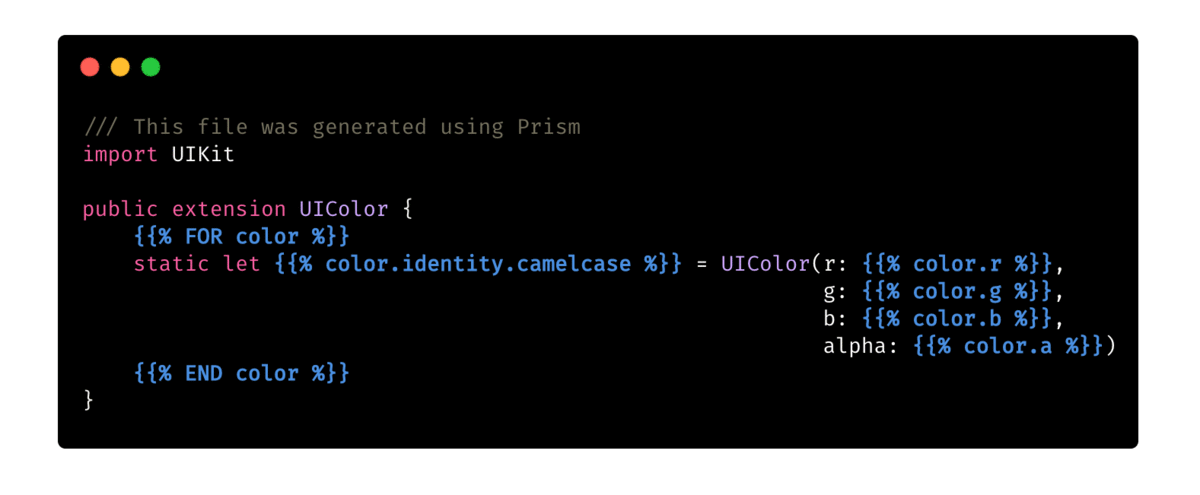 /// This file was generated using Prism
import UIKit
public extension UIColor {
{{% FOR color %}}
static let {{% color.identity.camelcase %}} = UIColor(r: {{% color.r %}},
g: {{% color.g %}},
b: {{% color.b %}},
alpha: {{% color.a %}})
{{% END color %}}
}